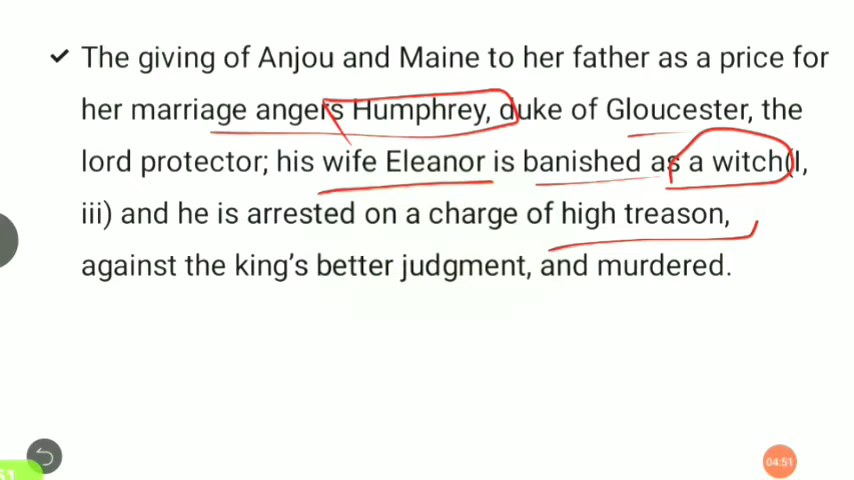 ✓ The giving of Anjou and Maine to her father as a price for
her marriage angers Humphrey, duke of Gloucester, the
lord protector; his wife Eleanor is banished as a witch(I,
iii) and he is arrested on a charge of high treason,
against the king's better judgment, and murdered.
51
04:51